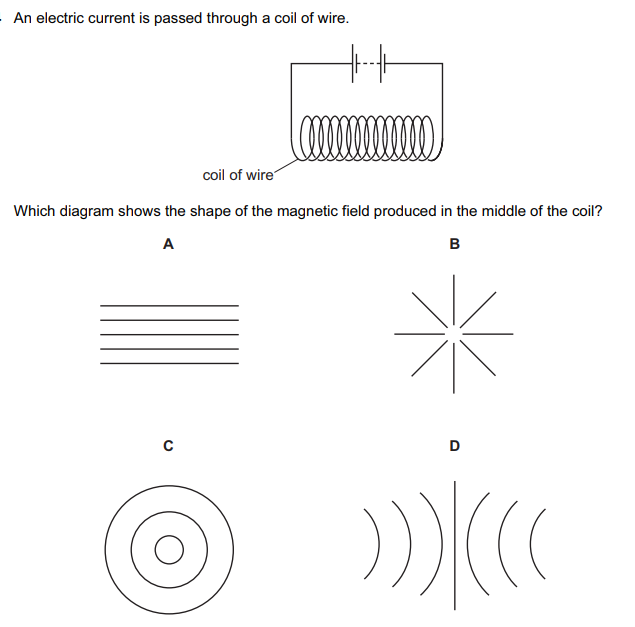 An electric current is passed through a coil of wire.
coil of wire
Which diagram shows the shape of the magnetic field produced in the middle of the coil?
A
B
C
D